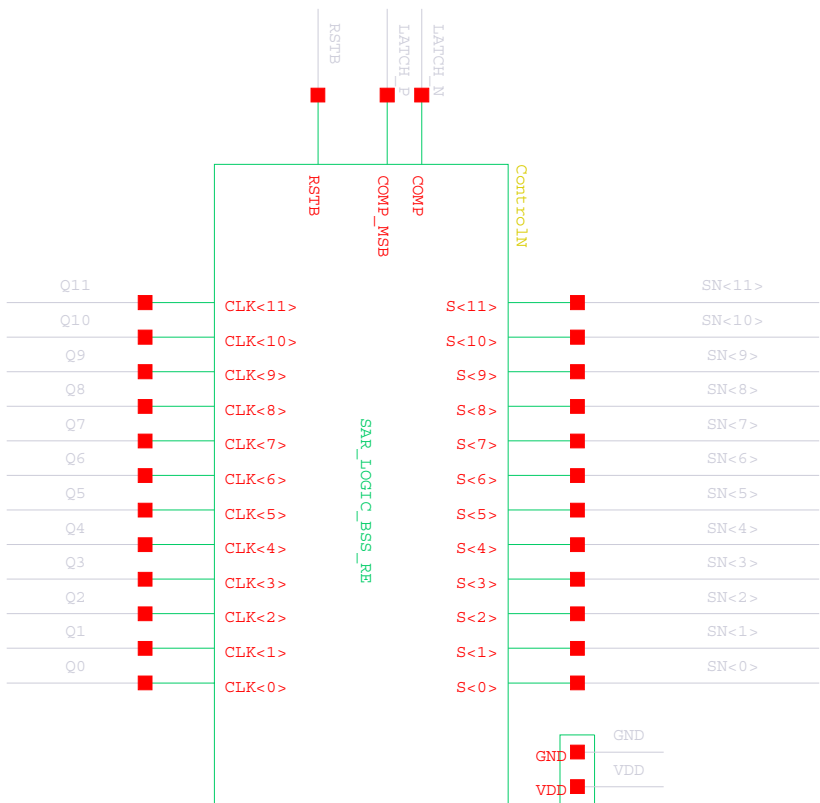 RSTB
LATCH_P
LATCH_N
RSTB
COMP_MSB
COMP
ControlN
Q11
CLK<11>
S<11>
SN<11>
Q10
CLK<10>
S<10>
SN<10>
Q9
CLK<9>
S<9>
SN<9>
Q8
CLK<8>
S<8>
SN<8>
Q7
CLK<7>
S<7>
SN<7>
Q6
CLK<6>
S<6>
SN<6>
Q5
CLK<5>
S<5>
SN<5>
Q4
CLK<4>
S<4>
SN<4>
Q3
CLK<3>
S<3>
SN<3>
Q2
CLK<2>
S<2>
SN<2>
Q1
CLK<1>
S<1>
SN<1>
Q0
CLK<0>
S<0>
SN<0>
SAR_LOGIC_BSS_RE
GND
GND
VDD
VDD